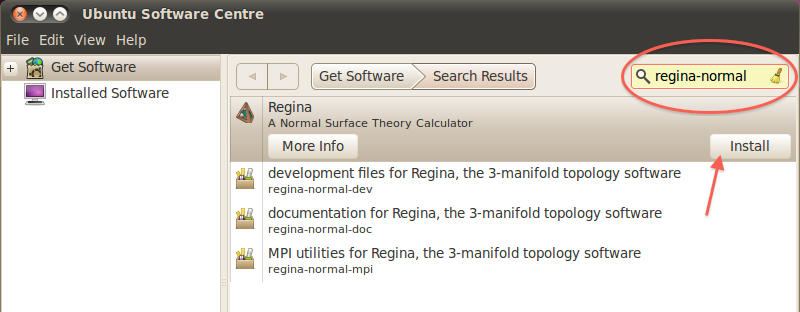 Ubuntu Software Centre
File Edit View Help
Get Software
Installed Software
Get Software Search Results
regina-normal
Regina
A Normal Surface Theory Calculator
More Info
Install
development files for Regina, the 3-manifold topology software
regina-normal-dev
documentation for Regina, the 3-manifold topology software
regina-normal-doc
MPI utilities for Regina, the 3-manifold topology software
regina-normal-mpi